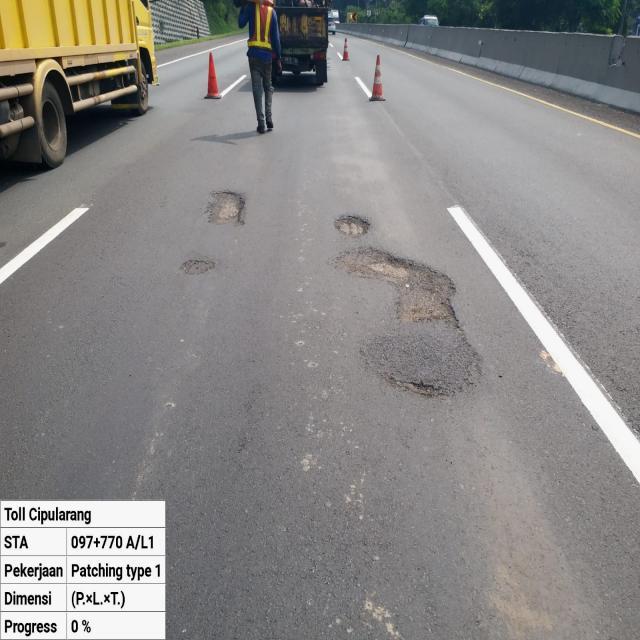 Toll Cipularang
STA 097+770 A/L1
Pekerjaan Patching type 1
Dimensi (P.×L.×T.)
Progress 0 %